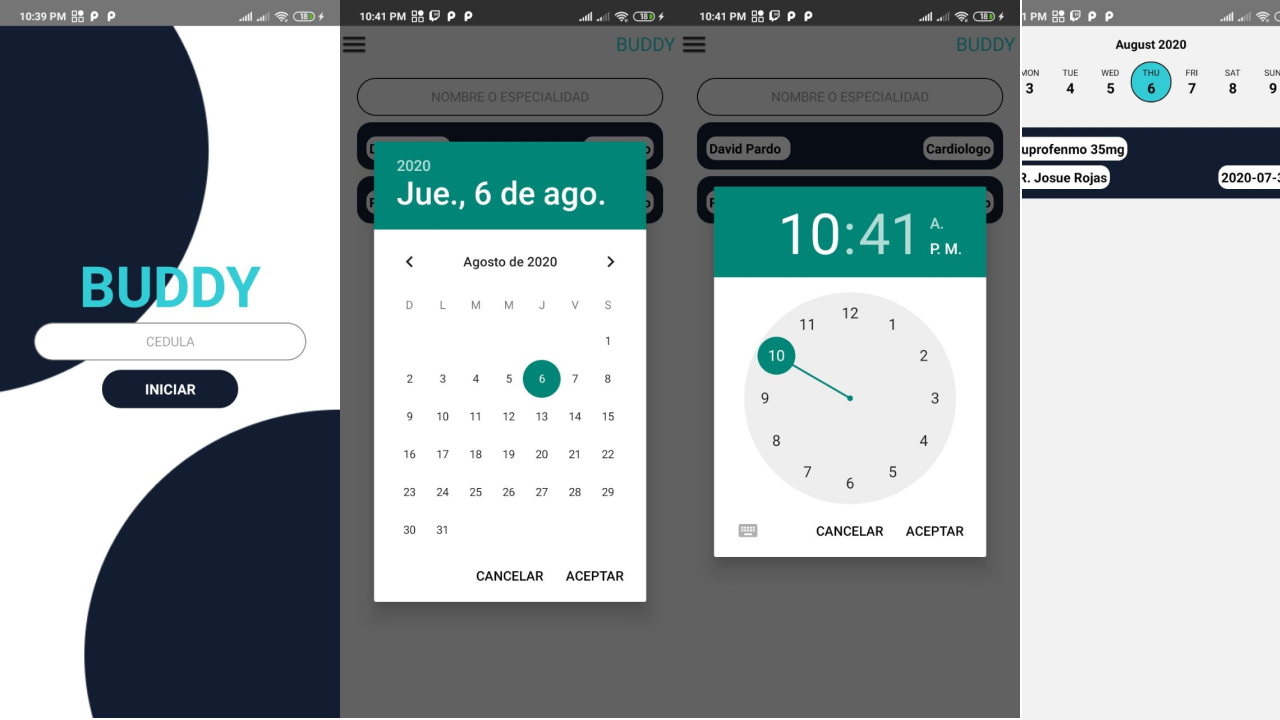 10:39 PM
18
BUDDY
CEDULA
INICIAR
10:41 PM
18
BUDDY
NOMBRE O ESPECIALIDAD
2020
Jue., 6 de ago.
Agosto de 2020
D L M M J V S
1
2 3 4 5 6 7 8
9 10 11 12 13 14 15
16 17 18 19 20 21 22
23 24 25 26 27 28 29
30 31
CANCELAR ACEPTAR
10:41 PM
18
BUDDY
NOMBRE O ESPECIALIDAD
David Pardo Cardiologo
10:41 A.
P. M.
12
11 1
10 2
9 3
8 4
7 5
6
CANCELAR ACEPTAR
1 PM
August 2020
MON TUE WED THU FRI SAT SUN
3 4 5 6 7 8 9
uprofenmo 35mg
R. Josue Rojas 2020-07-3